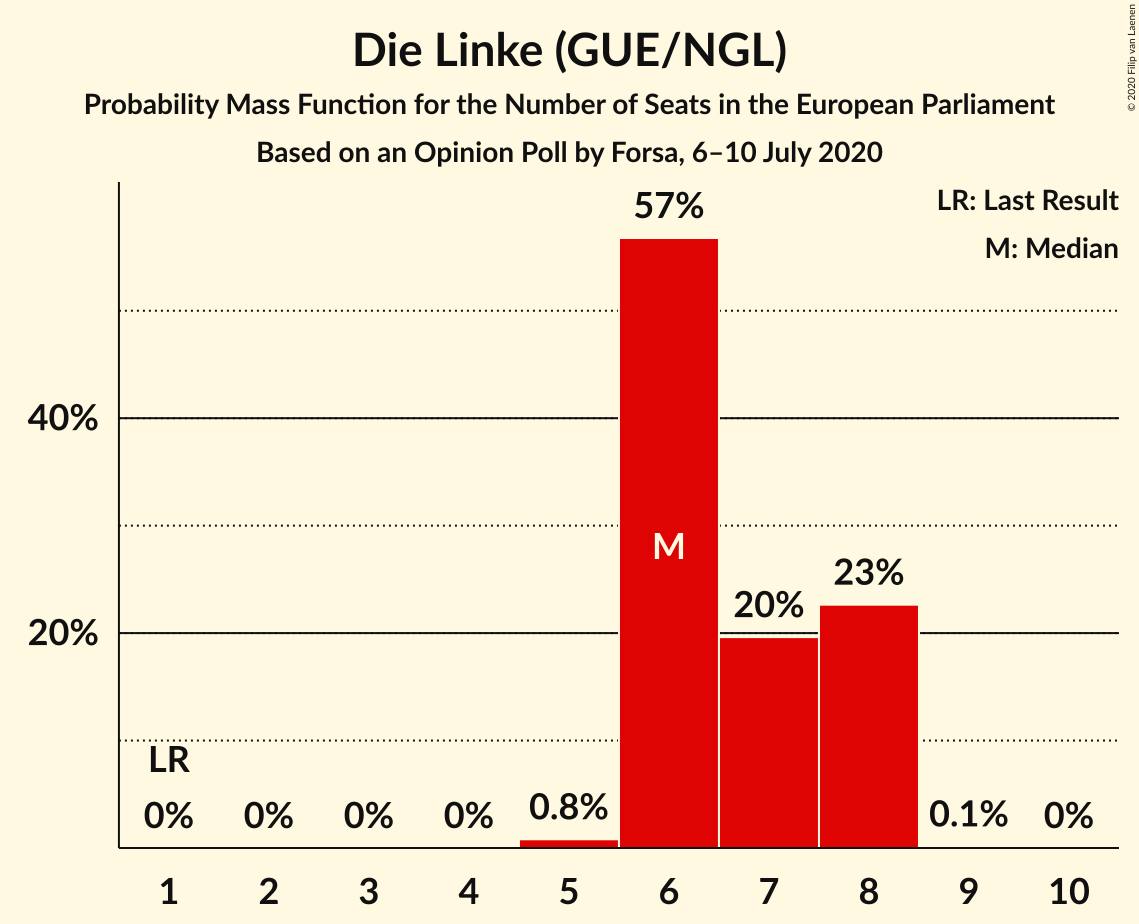 Die Linke (GUE/NGL)
Probability Mass Function for the Number of Seats in the European Parliament
Based on an Opinion Poll by Forsa, 6–10 July 2020
© 2020 Filip van Laenen
LR: Last Result
M: Median
57%
40%
M
23%
20%
20%
LR
0%
0%
0%
0%
0.8%
0.1%
0%
1 2 3 4 5 6 7 8 9 10